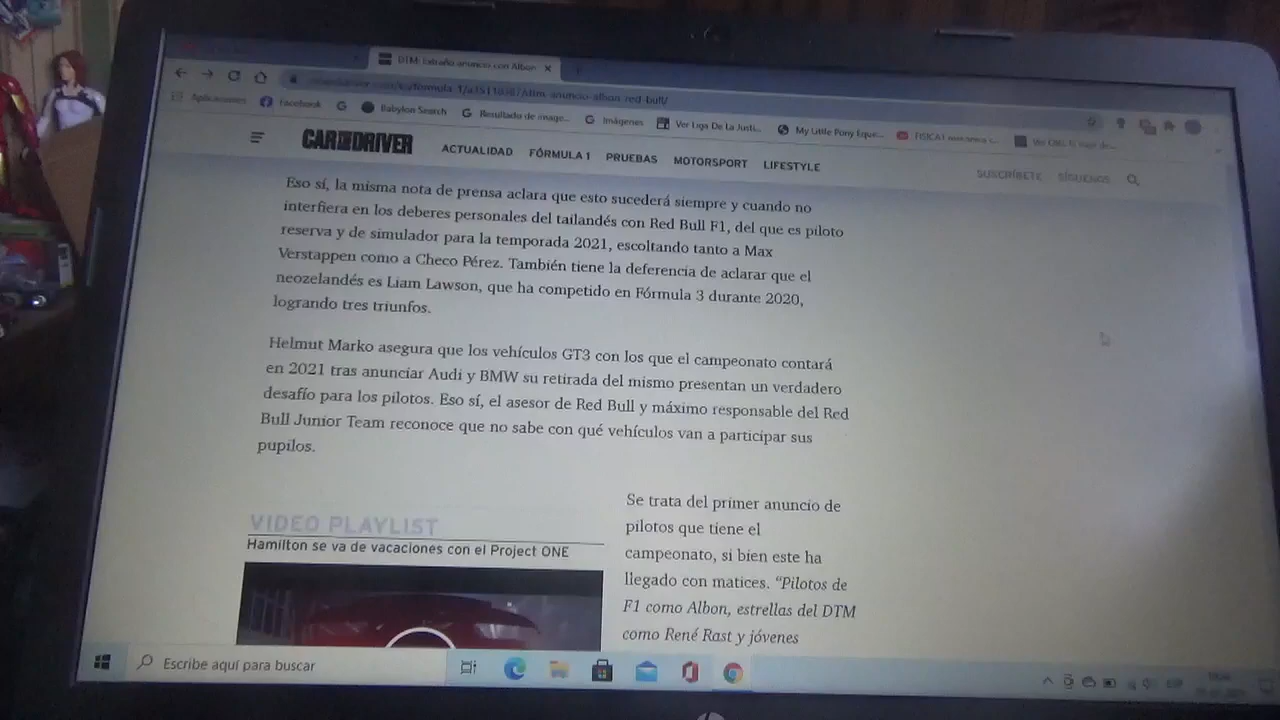 DTM: Extraño anuncio con Albon
Aplicaciones
Facebook
Babylon Search
Resultado de image...
Imágenes
Ver Liga De La Justi...
My Little Pony Eque...
CAR AND DRIVER
ACTUALIDAD FÓRMULA 1 PRUEBAS MOTORSPORT LIFESTYLE
SUSCRÍBETE SÍGUENOS
Eso sí, la misma nota de prensa aclara que esto sucederá siempre y cuando no
interfiera en los deberes personales del tailandés con Red Bull F1, del que es piloto
reserva y de simulador para la temporada 2021, escoltando tanto a Max
Verstappen como a Checo Pérez. También tiene la deferencia de aclarar que el
neozelandés es Liam Lawson, que ha competido en Fórmula 3 durante 2020,
logrando tres triunfos.
Helmut Marko asegura que los vehículos GT3 con los que el campeonato contará
en 2021 tras anunciar Audi y BMW su retirada del mismo presentan un verdadero
desafío para los pilotos. Eso sí, el asesor de Red Bull y máximo responsable del Red
Bull Junior Team reconoce que no sabe con qué vehículos van a participar sus
pupilos.
VIDEO PLAYLIST
Hamilton se va de vacaciones con el Project ONE
Se trata del primer anuncio de
pilotos que tiene el
campeonato, si bien este ha
llegado con matices. “Pilotos de
F1 como Albon, estrellas del DTM
como René Rast y jóvenes
Escribe aquí para buscar